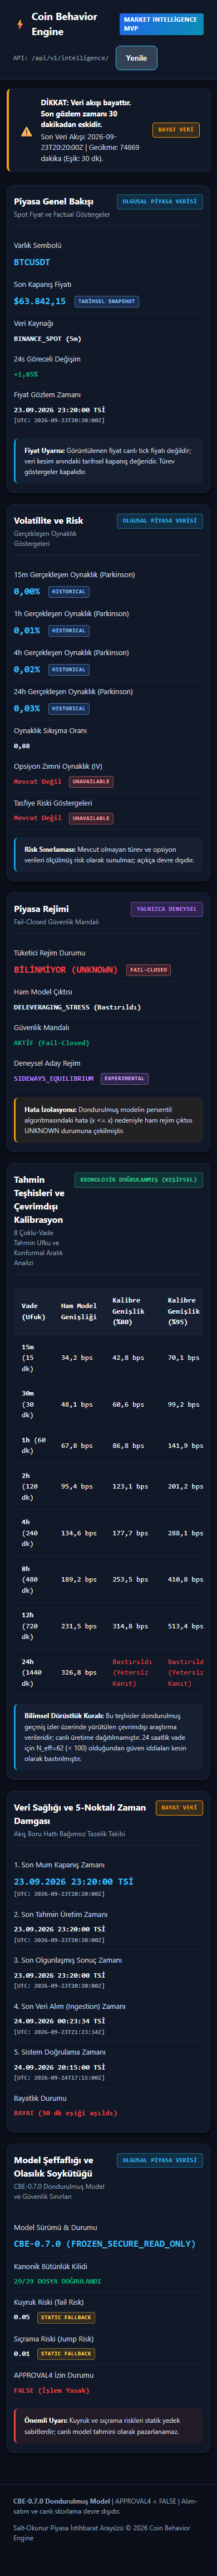 Coin Behavior
Engine
MARKET INTELLIGENCE
MVP
API: /api/v1/intelligence/
Yenile
DİKKAT: Veri akışı bayattır.
Son gözlem zamanı 30
dakikadan eskidir.
Son Veri Akışı: 2026-09-
23T20:20:00Z | Gecikme: 74869
dakika (Eşik: 30 dk).
BAYAT VERİ
Piyasa Genel Bakışı
Spot Fiyat ve Factual Göstergeler
OLGUSAL PİYASA VERİSİ
Varlık Sembolü
BTCUSDT
Son Kapanış Fiyatı
$63.842,15 TARİHSEL SNAPSHOT
Veri Kaynağı
BINANCE_SPOT (5m)
24s Göreceli Değişim
+1,85%
Fiyat Gözlem Zamanı
23.09.2026 23:20:00 TSİ
[UTC: 2026-09-23T20:20:00Z]
Fiyat Uyarısı: Görüntülenen fiyat canlı tick fiyatı değildir;
veri kesim anındaki tarihsel kapanış değeridir. Türev
göstergeler kapalıdır.
Volatilite ve Risk
Gerçekleşen Oynaklık
Göstergeleri
OLGUSAL PİYASA VERİSİ
15m Gerçekleşen Oynaklık (Parkinson)
0,00% HISTORICAL
1h Gerçekleşen Oynaklık (Parkinson)
0,01% HISTORICAL
4h Gerçekleşen Oynaklık (Parkinson)
0,02% HISTORICAL
24h Gerçekleşen Oynaklık (Parkinson)
0,03% HISTORICAL
Oynaklık Sıkışma Oranı
0,88
Opsiyon Zımni Oynaklık (IV)
Mevcut Değil UNAVAILABLE
Tasfiye Riski Göstergeleri
Mevcut Değil UNAVAILABLE
Risk Sınırlaması: Mevcut olmayan türev ve opsiyon
verileri ölçülmüş risk olarak sunulmaz; açıkça devre dışıdır.
Piyasa Rejimi
Fail-Closed Güvenlik Mandalı
YALNIZCA DENEYSEL
Tüketici Rejim Durumu
BİLİNMİYOR (UNKNOWN) FAIL-CLOSED
Ham Model Çıktısı
DELEVERAGING_STRESS (Bastırıldı)
Güvenlik Mandalı
AKTİF (Fail-Closed)
Deneysel Aday Rejim
SIDEWAYS_EQUILIBRIUM EXPERIMENTAL
Hata İzolasyonu: Dondurulmuş modelin persentil
algoritmasındaki hata (x <= x) nedeniyle ham rejim çıktısı
UNKNOWN durumuna çekilmiştir.
Tahmin
Teşhisleri ve
Çevrimdışı
Kalibrasyon
8 Çoklu-Vade
Tahmin Ufku ve
Konformal Aralık
Analizi
KRONOLOJİK DOĞRULANMIŞ (KEŞİFSEL)
Vade
(Ufuk)
Ham Model
Genişliği
Kalibre
Genişlik
(%80)
Kalibre
Genişlik
(%95)
15m
(15
dk)
34,2 bps 42,8 bps 70,1 bps
30m
(30
dk)
48,1 bps 60,6 bps 99,2 bps
1h (60
dk)
67,8 bps 86,8 bps 141,9 bps
2h
(120
dk)
95,4 bps 123,1 bps 201,2 bps
4h
(240
dk)
134,6 bps 177,7 bps 288,1 bps
8h
(480
dk)
189,2 bps 253,5 bps 410,8 bps
12h
(720
dk)
231,5 bps 314,8 bps 513,4 bps
24h
(1440
dk)
326,8 bps
Bastırıldı
(Yetersiz
Kanıt)
Bastırıld
(Yetersiz
Kanıt)
Bilimsel Dürüstlük Kuralı: Bu teşhisler dondurulmuş
geçmiş izler üzerinde yürütülen çevrimdışı araştırma
verileridir; canlı üretime dağıtılmamıştır. 24 saatlik vade
için N_eff=62 (< 100) olduğundan güven iddiaları kesin
olarak bastırılmıştır.
Veri Sağlığı ve 5-Noktalı Zaman
Damgası
Akış Boru Hattı Bağımsız Tazelik Takibi
BAYAT VERİ
1. Son Mum Kapanış Zamanı
23.09.2026 23:20:00 TSİ
[UTC: 2026-09-23T20:20:00Z]
2. Son Tahmin Üretim Zamanı
23.09.2026 23:20:00 TSİ
[UTC: 2026-09-23T20:20:00Z]
3. Son Olgunlaşmış Sonuç Zamanı
23.09.2026 23:20:00 TSİ
[UTC: 2026-09-23T20:20:00Z]
4. Son Veri Alım (Ingestion) Zamanı
24.09.2026 00:23:34 TSİ
[UTC: 2026-09-23T21:23:34Z]
5. Sistem Doğrulama Zamanı
24.09.2026 20:15:00 TSİ
[UTC: 2026-09-24T17:15:00Z]
Bayatlık Durumu
BAYAT (30 dk eşiği aşıldı)
Model Şeffaflığı ve
Olasılık Soykütüğü
CBE-0.7.0 Dondurulmuş Model
ve Güvenlik Sınırları
OLGUSAL PİYASA VERİSİ
Model Sürümü & Durumu
CBE-0.7.0 (FROZEN_SECURE_READ_ONLY)
Kanonik Bütünlük Kilidi
29/29 DOSYA DOĞRULANDI
Kuyruk Riski (Tail Risk)
0.05 STATIC FALLBACK
Sıçrama Riski (Jump Risk)
0.01 STATIC FALLBACK
APPROVAL4 İzin Durumu
FALSE (İşlem Yasak)
Önemli Uyarı: Kuyruk ve sıçrama riskleri statik yedek
sabitlerdir; canlı model tahmini olarak pazarlanamaz.
CBE-0.7.0 Dondurulmuş Model | APPROVAL4 = FALSE | Alım-
satım ve canlı skorlama devre dışıdır.
Salt-Okunur Piyasa İstihbarat Arayüzü © 2026 Coin Behavior
Engine